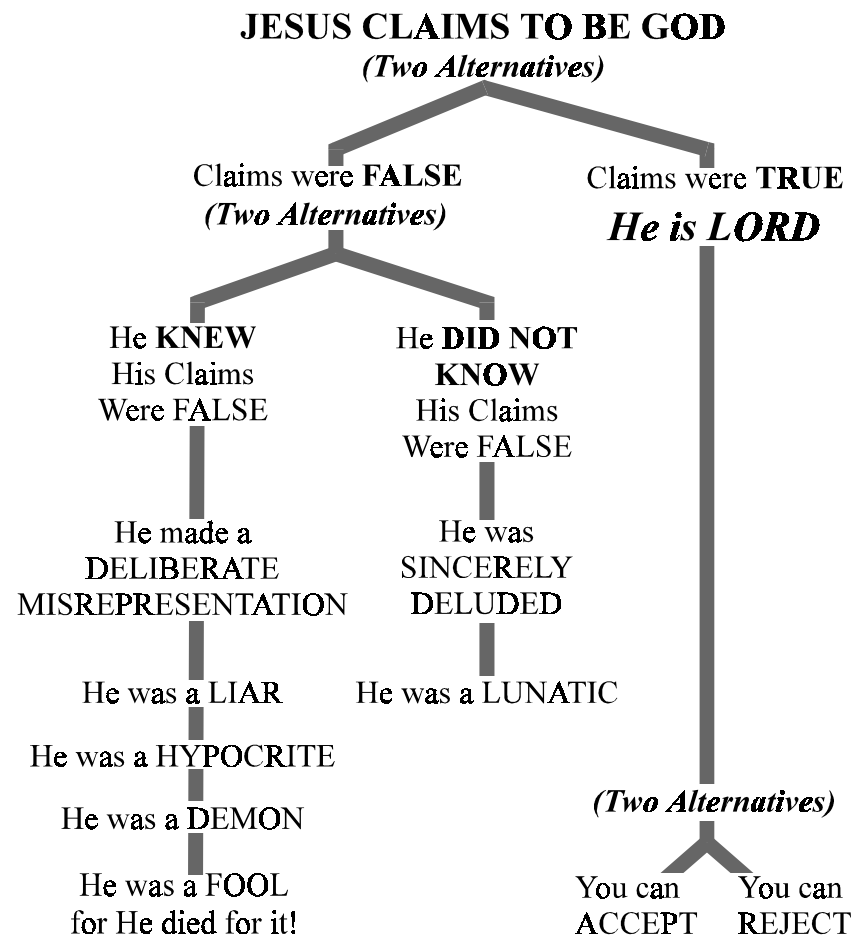 JESUS CLAIMS TO BE GOD
(Two Alternatives)
Claims were FALSE
(Two Alternatives)
Claims were TRUE
He is LORD
He KNEW
His Claims
Were FALSE
He DID NOT
KNOW
His Claims
Were FALSE
He made a
DELIBERATE
MISREPRESENTATION
He was
SINCERELY
DELUDED
He was a LIAR
He was a LUNATIC
He was a HYPOCRITE
He was a DEMON
He was a FOOL
for He died for it!
(Two Alternatives)
You can
ACCEPT
You can
REJECT